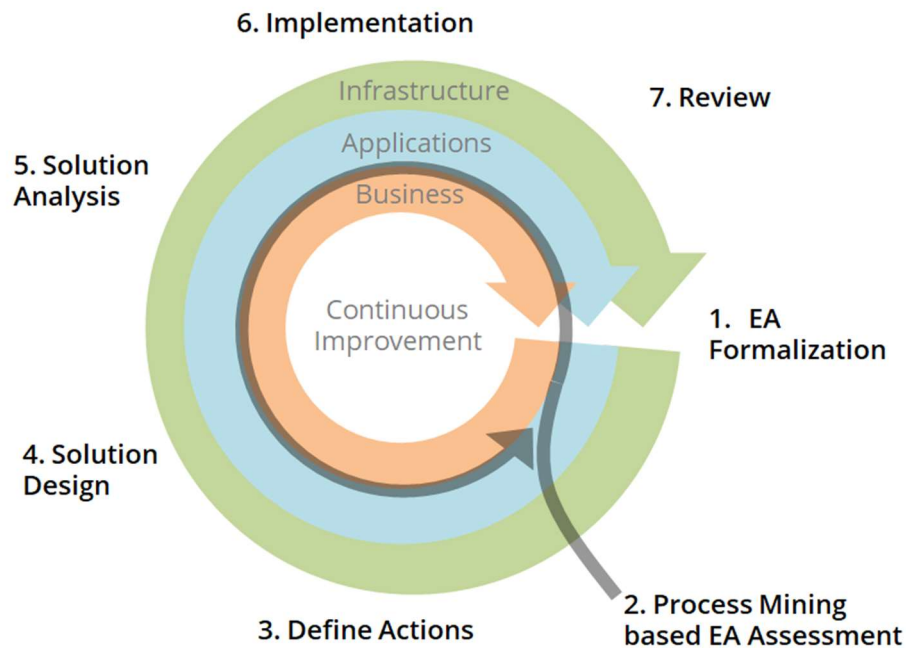 6. Implementation
Infrastructure
7. Review
Applications
5. Solution
Analysis
Business
Continuous
Improvement
1. EA
Formalization
4. Solution
Design
2. Process Mining
based EA Assessment
3. Define Actions